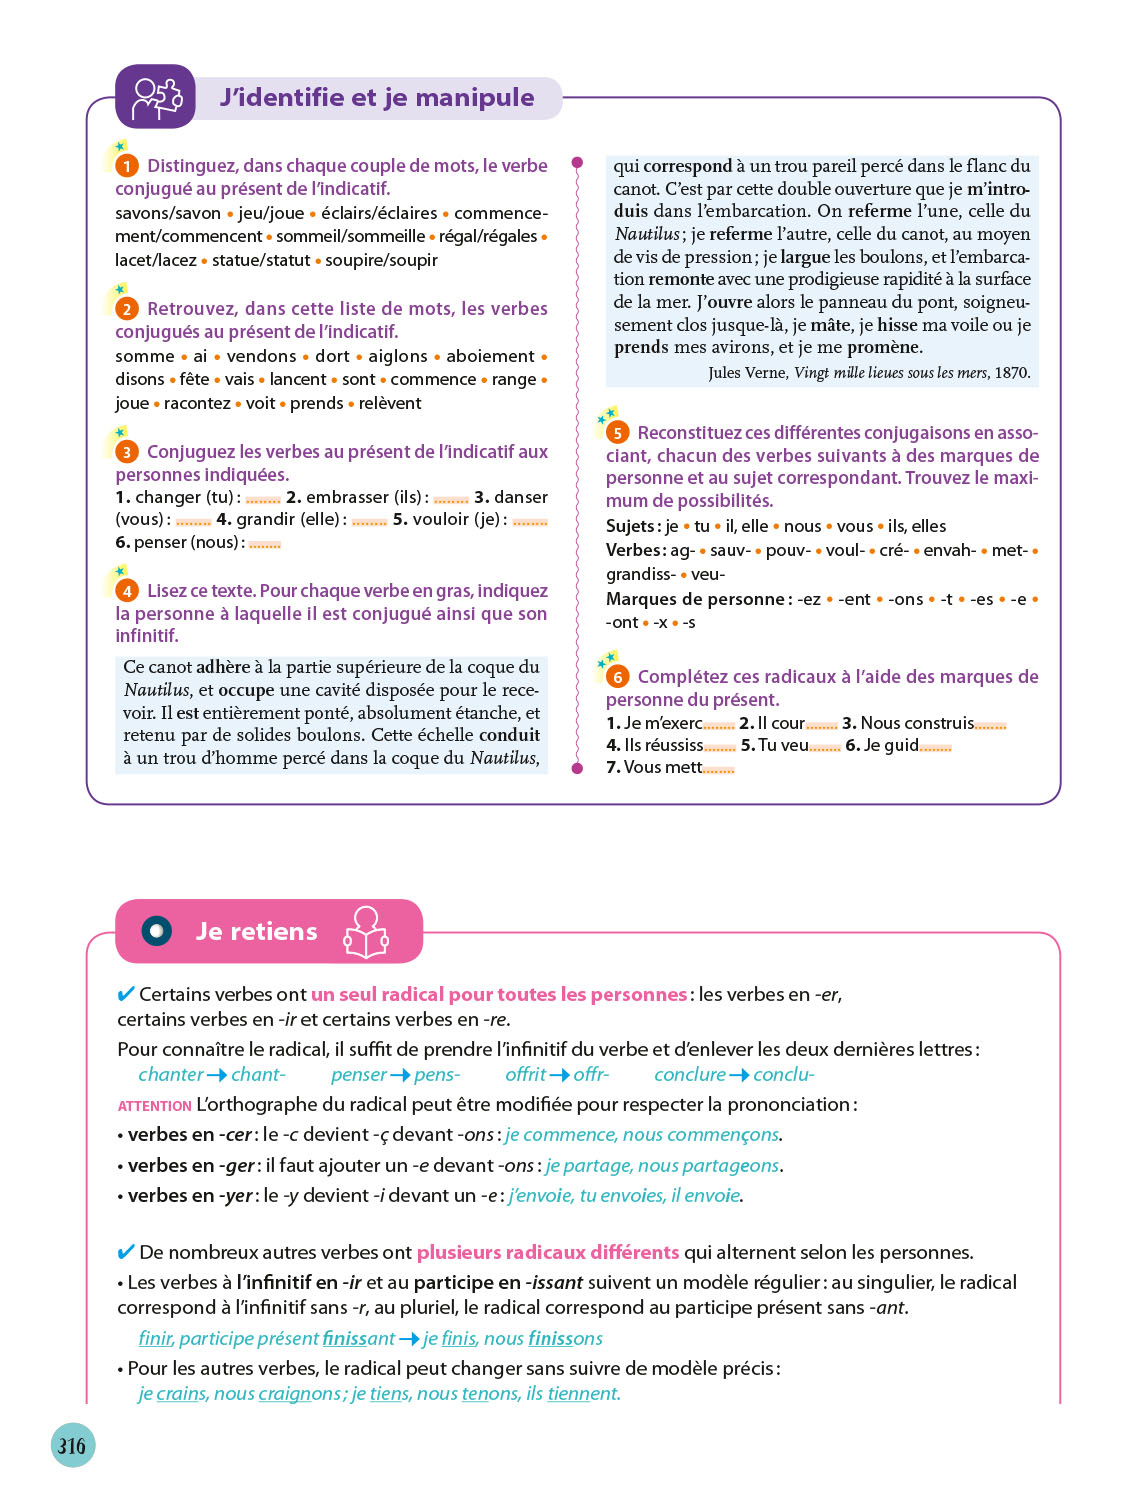 J’identifie et je manipule
1 Distinguez, dans chaque couple de mots, le verbe
conjugué au présent de l’indicatif.
savons/savon • jeu/joue • éclairs/éclaires • commence-
ment/commencent • sommeil/sommeille • régal/régales •
lacet/lacez • statue/statut • soupire/soupir
2 Retrouvez, dans cette liste de mots, les verbes
conjugués au présent de l’indicatif.
somme • ai • vendons • dort • aiglons • aboiement •
disons • fête • vais • lancent • sont • commence • range •
joue • racontez • voit • prends • relèvent
3 Conjuguez les verbes au présent de l’indicatif aux
personnes indiquées.
1. changer (tu) : ........ 2. embrasser (ils) : ........ 3. danser
(vous) : ........ 4. grandir (elle) : ........ 5. vouloir (je) : ........
6. penser (nous) : ........
4 Lisez ce texte. Pour chaque verbe en gras, indiquez
la personne à laquelle il est conjugué ainsi que son
infinitif.
Ce canot adhère à la partie supérieure de la coque du
Nautilus, et occupe une cavité disposée pour le rece-
voir. Il est entièrement ponté, absolument étanche, et
retenu par de solides boulons. Cette échelle conduit
à un trou d’homme percé dans la coque du Nautilus,
qui correspond à un trou pareil percé dans le flanc du
canot. C’est par cette double ouverture que je m’intro-
duis dans l’embarcation. On referme l’une, celle du
Nautilus ; je referme l’autre, celle du canot, au moyen
de vis de pression ; je largue les boulons, et l’embarca-
tion remonte avec une prodigieuse rapidité à la surface
de la mer. J’ouvre alors le panneau du pont, soigneu-
sement clos jusque-là, je mâte, je hisse ma voile ou je
prends mes avirons, et je me promène.
Jules Verne, Vingt mille lieues sous les mers, 1870.
5 Reconstituez ces différentes conjugaisons en asso-
ciant, chacun des verbes suivants à des marques de
personne et au sujet correspondant. Trouvez le maxi-
mum de possibilités.
Sujets : je • tu • il, elle • nous • vous • ils, elles
Verbes : ag- • sauv- • pouv- • voul- • cré- • envah- • met- •
grandiss- • veu-
Marques de personne : -ez • -ent • -ons • -t • -es • -e •
-ont • -x • -s
6 Complétez ces radicaux à l’aide des marques de
personne du présent.
1. Je m’exerc........ 2. Il cour........ 3. Nous construis........
4. Ils réussiss........ 5. Tu veu........ 6. Je guid........
7. Vous mett........
Je retiens
✔ Certains verbes ont un seul radical pour toutes les personnes : les verbes en -er,
certains verbes en -ir et certains verbes en -re.
Pour connaître le radical, il suffit de prendre l’infinitif du verbe et d’enlever les deux dernières lettres :
chanter → chant- penser → pens- offrit → offr- conclure → conclu-
ATTENTION L’orthographe du radical peut être modifiée pour respecter la prononciation :
• verbes en -cer : le -c devient -ç devant -ons : je commence, nous commençons.
• verbes en -ger : il faut ajouter un -e devant -ons : je partage, nous partageons.
• verbes en -yer : le -y devient -i devant un -e : j’envoie, tu envoies, il envoie.
✔ De nombreux autres verbes ont plusieurs radicaux différents qui alternent selon les personnes.
• Les verbes à l’infinitif en -ir et au participe en -issant suivent un modèle régulier : au singulier, le radical
correspond à l’infinitif sans -r, au pluriel, le radical correspond au participe présent sans -ant.
finir, participe présent finissant → je finis, nous finissons
• Pour les autres verbes, le radical peut changer sans suivre de modèle précis :
je crains, nous craignons ; je tiens, nous tenons, ils tiennent.
316